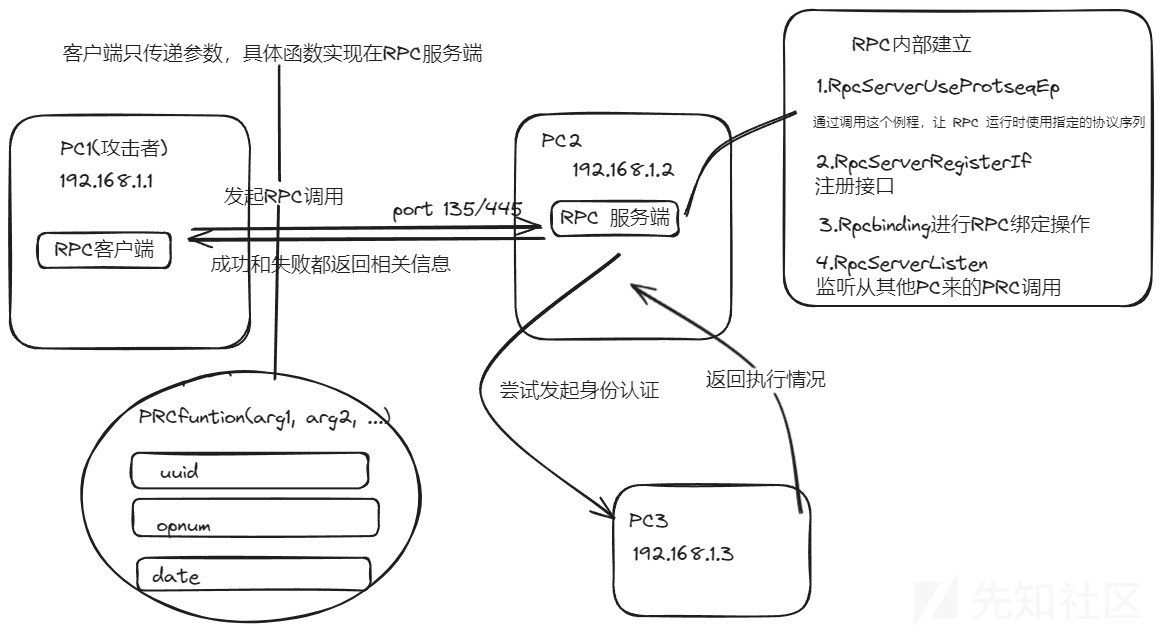 客户端只传递参数，具体函数实现在RPC服务端
PC1(攻击者)
192.168.1.1
RPC客户端
发起RPC调用
port 135/445
成功和失败都返回相关信息
PC2
192.168.1.2
RPC 服务端
RPC内部建立
1.RpcServerUseProtseqEp
通过调用这个例程，让 RPC 运行时使用指定的协议序列
2.RpcServerRegisterIf
注册接口
3.Rpcbinding进行RPC绑定操作
4.RpcServerListen
监听从其他PC来的PRC调用
尝试发起身份认证
返回执行情况
PRCfuntion(arg1, arg2, ...)
uuid
opnum
date
PC3
192.168.1.3
先知社区